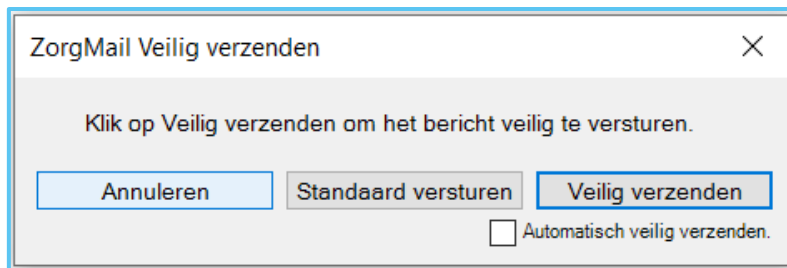 ZorgMail Veilig verzenden
Klik op Veilig verzenden om het bericht veilig te versturen.
Annuleren Standaard versturen Veilig verzenden
Automatisch veilig verzenden.